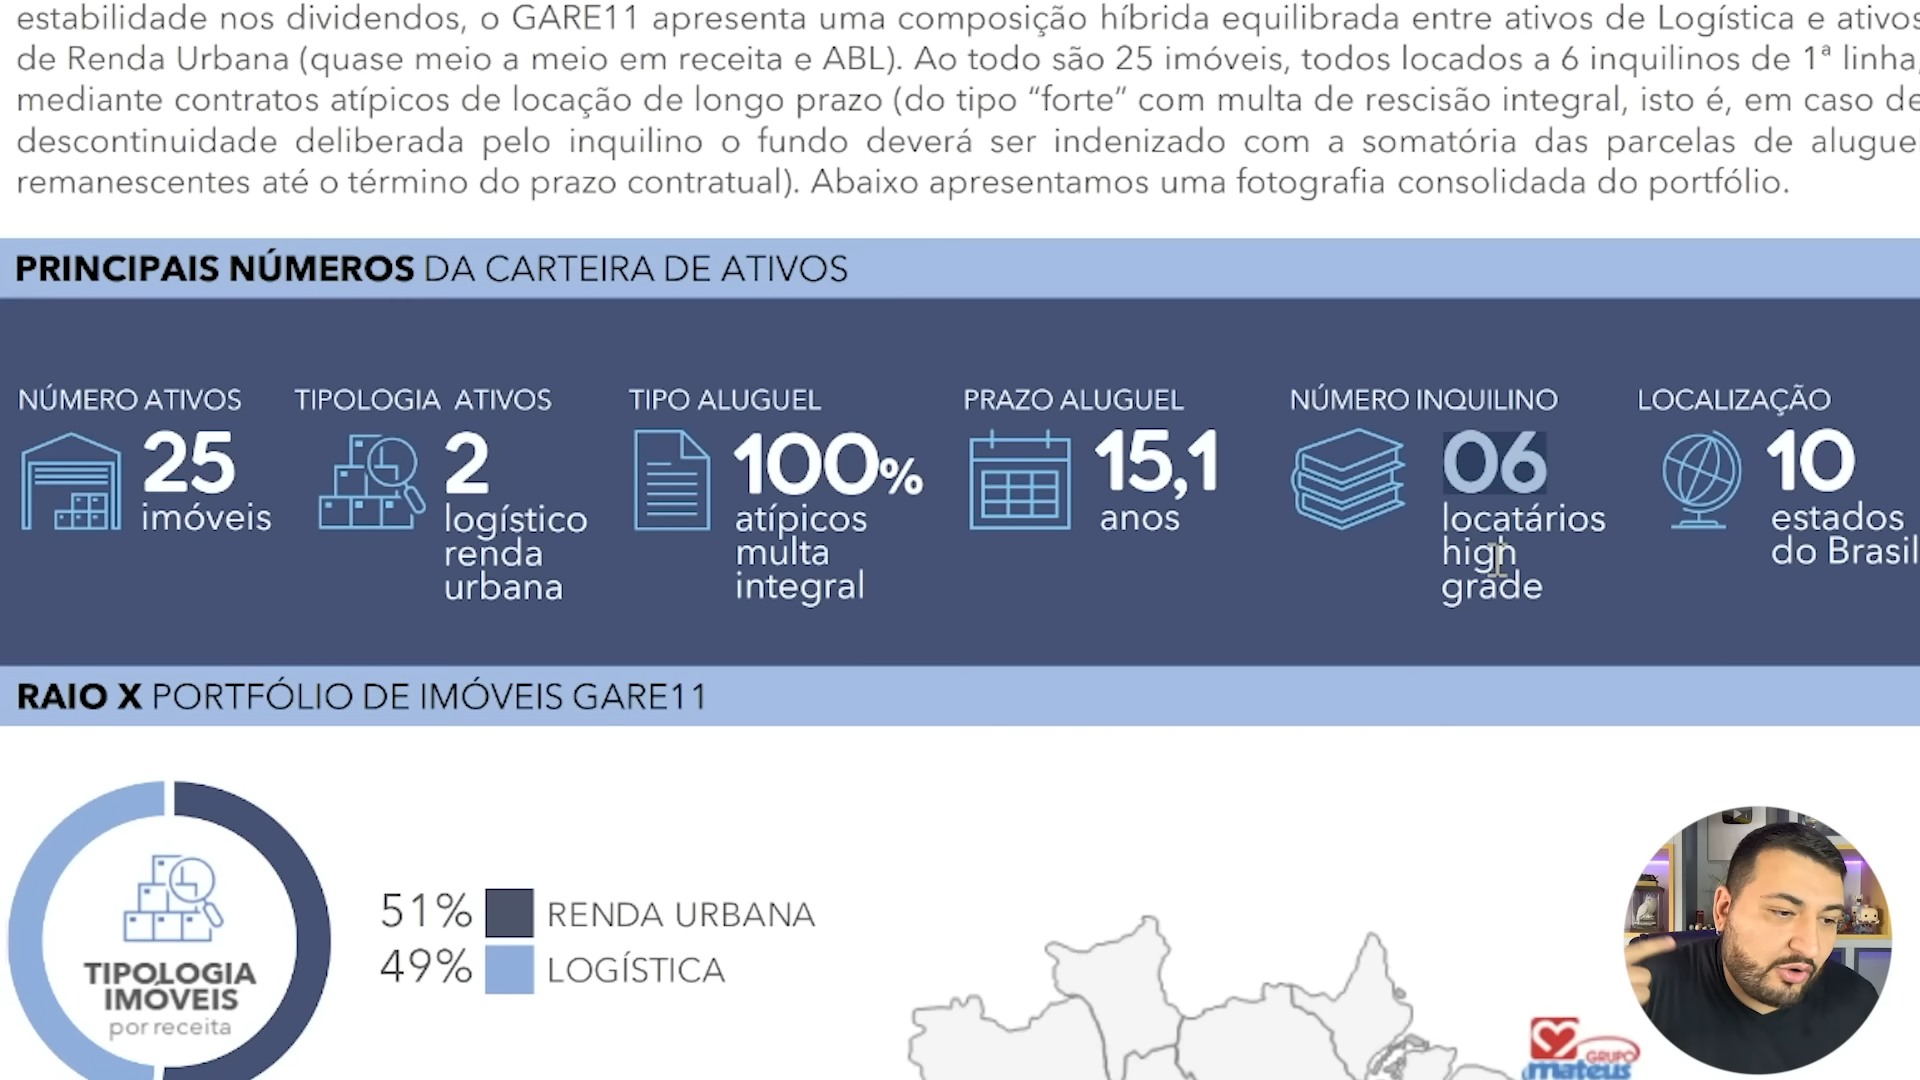 estabilidade nos dividendos, o GARE11 apresenta uma composição híbrida equilibrada entre ativos de Logística e ativos
de Renda Urbana (quase meio a meio em receita e ABL). Ao todo são 25 imóveis, todos locados a 6 inquilinos de 1ª linha,
mediante contratos atípicos de locação de longo prazo (do tipo “forte” com multa de rescisão integral, isto é, em caso de
descontinuidade deliberada pelo inquilino o fundo deverá ser indenizado com a somatória das parcelas de alugue
remanescentes até o término do prazo contratual). Abaixo apresentamos uma fotografia consolidada do portfólio.
PRINCIPAIS NÚMEROS DA CARTEIRA DE ATIVOS
NÚMERO ATIVOS
25
imóveis
TIPOLOGIA ATIVOS
2
logístico
renda
urbana
TIPO ALUGUEL
100%
atípicos
multa
integral
PRAZO ALUGUEL
15,1
anos
NÚMERO INQUILINO
06
locatários
high
grade
LOCALIZAÇÃO
10
estados
do Brasil
RAIO X PORTFÓLIO DE IMÓVEIS GARE11
TIPOLOGIA
IMÓVEIS
por receita
51% RENDA URBANA
49% LOGÍSTICA
GRUPO
mateus